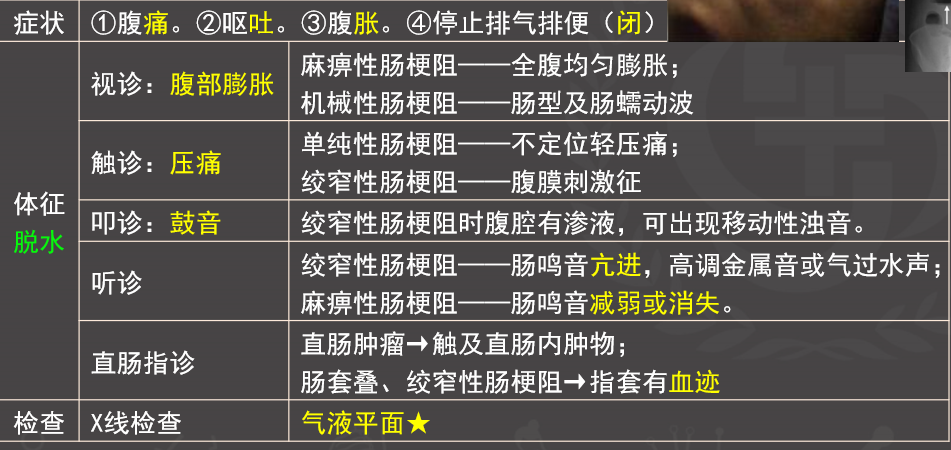 症状 ①腹痛。②呕吐。③腹胀。④停止排气排便（闭）
体征
脱水
视诊：腹部膨胀
麻痹性肠梗阻——全腹均匀膨胀；
机械性肠梗阻——肠型及肠蠕动波
触诊：压痛
单纯性肠梗阻——不定位轻压痛；
绞窄性肠梗阻——腹膜刺激征
叩诊：鼓音 绞窄性肠梗阻时腹腔有渗液，可出现移动性浊音。
听诊
绞窄性肠梗阻——肠鸣音亢进，高调金属音或气过水声；
麻痹性肠梗阻——肠鸣音减弱或消失。
直肠指诊
直肠肿瘤→触及直肠内肿物；
肠套叠、绞窄性肠梗阻→指套有血迹
检查 X线检查 气液平面★